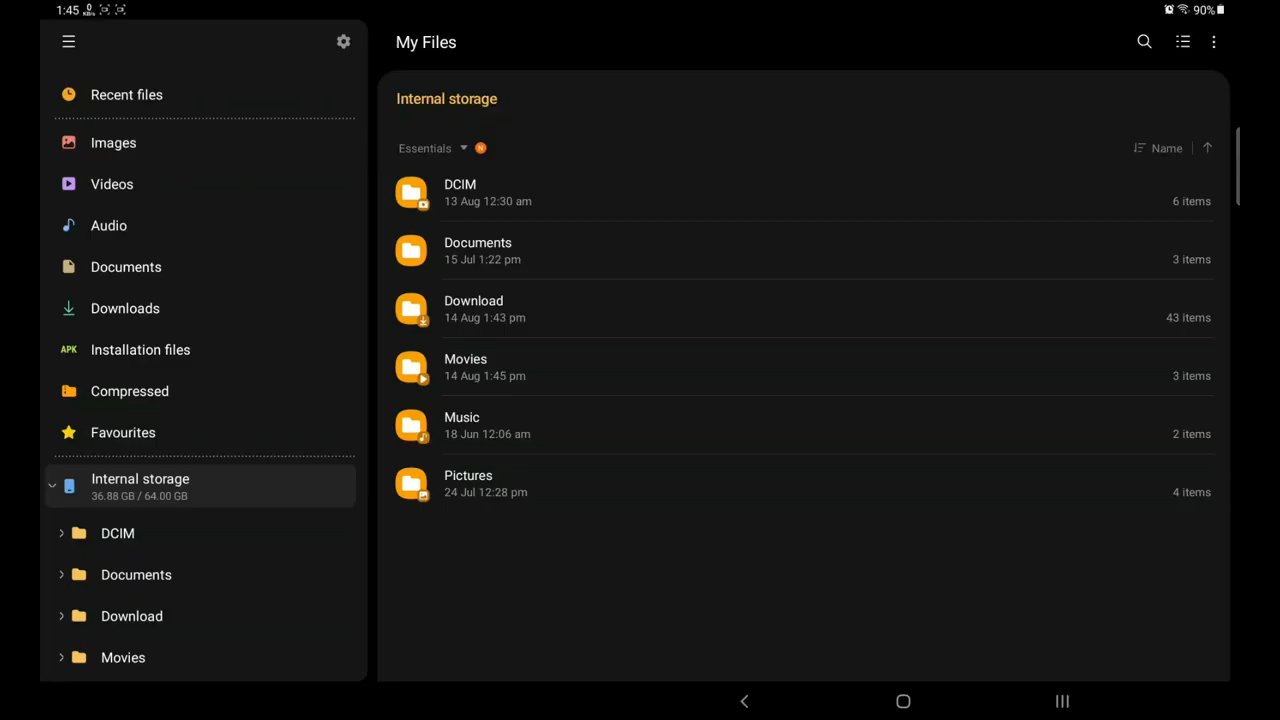 1:45 0 KB/s 90%
Recent files
Images
Videos
Audio
Documents
Downloads
APK Installation files
Compressed
Favourites
Internal storage
36.88 GB / 64.00 GB
DCIM
Documents
Download
Movies
My Files
Internal storage
Essentials N Name
DCIM
13 Aug 12:30 am 6 items
Documents
15 Jul 1:22 pm 3 items
Download
14 Aug 1:43 pm 43 items
Movies
14 Aug 1:45 pm 3 items
Music
18 Jun 12:06 am 2 items
Pictures
24 Jul 12:28 pm 4 items